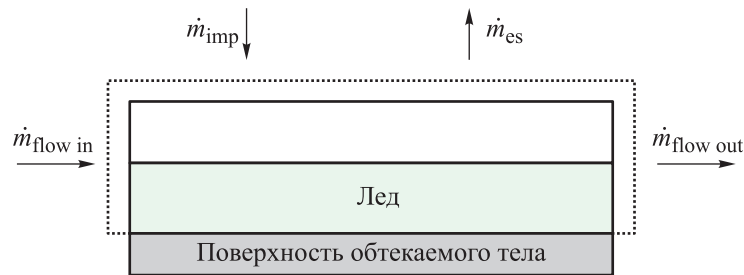 ṁimp ṁes
ṁflow in ṁflow out
Лед
Поверхность обтекаемого тела